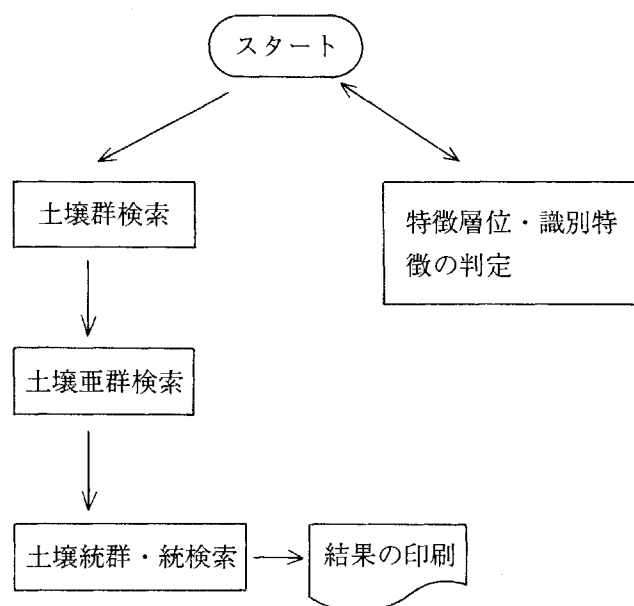 スタート
土壌群検索
特徴層位・識別特
徴の判定
土壌亜群検索
土壌統群・統検索
結果の印刷